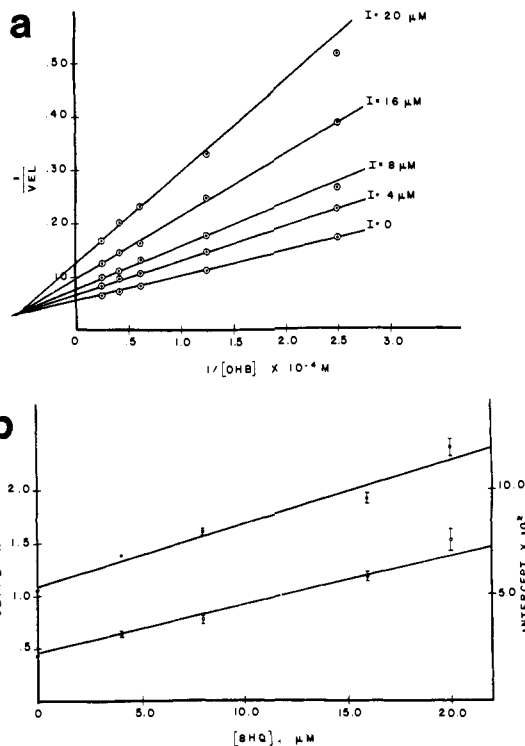 a
I= 20 μM
.50
I= 16 μM
.40
1
VEL
.30
I= 8 μM
I= 4 μM
.20
I= 0
.10
0 .5 1.0 1.5 2.0 2.5 3.0
1/[OHB] X 10⁻⁴ M
b
2.0
1.5
1.0
.5
10.0
5.0
INTERCEPT X 10²
0 5.0 10.0 15.0 20.0
[8HQ], μM